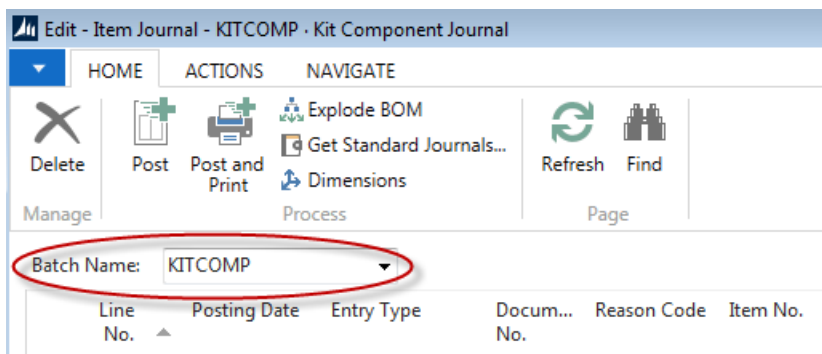 Edit - Item Journal - KITCOMP · Kit Component Journal
HOME ACTIONS NAVIGATE
Delete
Post
Post and
Print
Explode BOM
Get Standard Journals...
Dimensions
Refresh
Find
Manage
Process
Page
Batch Name: KITCOMP
Line
No.
Posting Date
Entry Type
Docum...
No.
Reason Code
Item No.